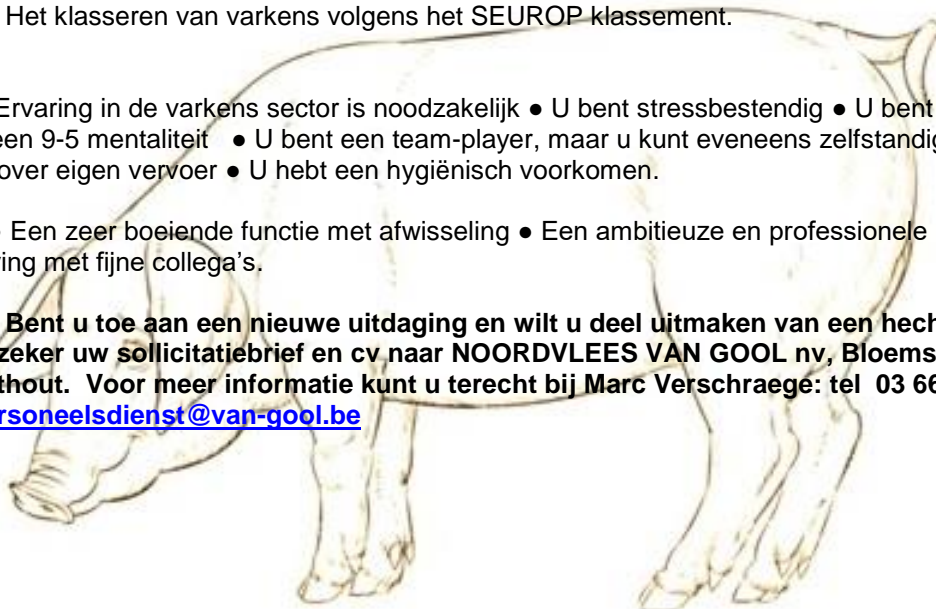 Het klasseren van varkens volgens het SEUROP klassement.
Ervaring in de varkens sector is noodzakelijk ● U bent stressbestendig ● U bent
een 9-5 mentaliteit ● U bent een team-player, maar u kunt eveneens zelfstandig
over eigen vervoer ● U hebt een hygiënisch voorkomen.
Een zeer boeiende functie met afwisseling ● Een ambitieuze en professionele
ing met fijne collega’s.
Bent u toe aan een nieuwe uitdaging en wilt u deel uitmaken van een hech
zeker uw sollicitatiebrief en cv naar NOORDVLEES VAN GOOL nv, Bloems
thout. Voor meer informatie kunt u terecht bij Marc Verschraege: tel 03 66
rsoneelsdienst@van-gool.be